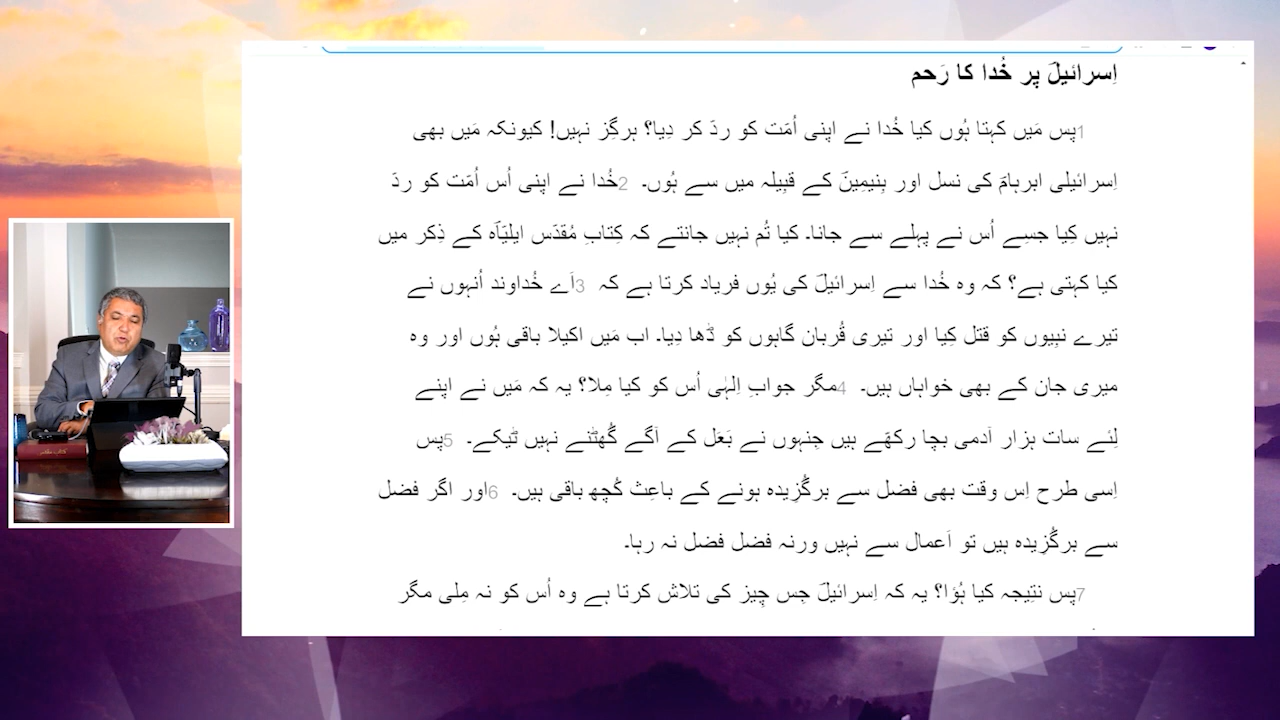 اِسرائیلؔ پر خُدا کا رَحم
1پس مَیں کہتا ہُوں کیا خُدا نے اپنی اُمّت کو ردّ کر دِیا؟ ہرگِز نہیں! کیونکہ مَیں بھی
اِسرائیلی ابرہامؔ کی نسل اور بِنیمِینؔ کے قبِیلہ میں سے ہُوں۔ 2خُدا نے اپنی اُس اُمّت کو ردّ
نہیں کِیا جسِے اُس نے پہلے سے جانا۔ کیا تُم نہیں جانتے کہ کِتابِ مُقدّس ایلیّاؔہ کے ذِکر میں
کیا کہتی ہے؟ کہ وہ خُدا سے اِسرائیلؔ کی یُوں فریاد کرتا ہے کہ 3اَے خُداوند اُنہوں نے
تیرے نبِیوں کو قتل کِیا اور تیری قُربان گاہوں کو ڈھا دِیا۔ اب مَیں اکیلا باقی ہُوں اور وہ
میری جان کے بھی خواہاں ہیں۔ 4مگر جوابِ اِلہٰی اُس کو کیا مِلا؟ یہ کہ مَیں نے اپنے
لِئے سات ہزار آدمی بچا رکھّے ہیں جِنہوں نے بَعَل کے آگے گُھٹنے نہیں ٹیکے۔ 5پس
اِسی طرح اِس وقت بھی فضل سے برگُزِیدہ ہونے کے باعِث کُچھ باقی ہیں۔ 6اور اگر فضل
سے برگُزِیدہ ہیں تو اَعمال سے نہیں ورنہ فضل فضل نہ رہا۔
7پس نتِیجہ کیا ہُؤا؟ یہ کہ اِسرائیلؔ جِس چِیز کی تلاش کرتا ہے وہ اُس کو نہ مِلی مگر